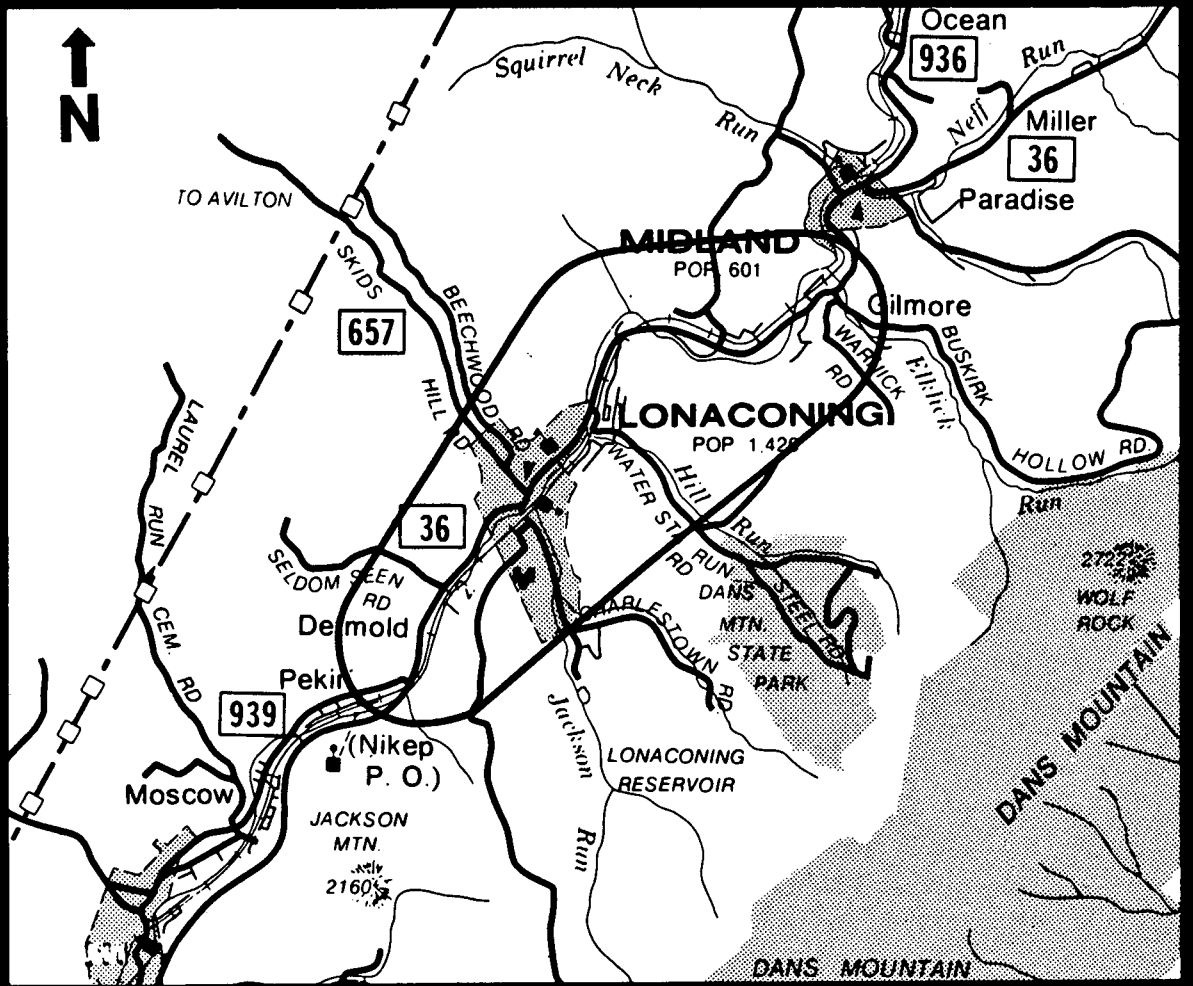 Ocean
936
N
Squirrel Neck Run
Neff Run
Miller
36
TO AVILTON
Paradise
MIDLAND
POP. 601
SKIDS
HILL RD
657
BEECHWOOD RD
Gilmore
WARWICK
RD
BUSKIRK
HOLLOW RD.
Elklick
Run
LAUREL RUN
CEM. RD
LONACONING
POP 1,420
WATER ST.
RD
Hill Run
RUN
STEEL RD
36
SELDOM SEEN
RD
DANS
MTN.
STATE
PARK
2722
WOLF
ROCK
Detmold
CHARLESTOWN RD.
Pekin
939
(Nikep
P. O.)
Jackson
Run
LONACONING
RESERVOIR
DANS MOUNTAIN
Moscow
JACKSON
MTN.
2160
DANS MOUNTAIN